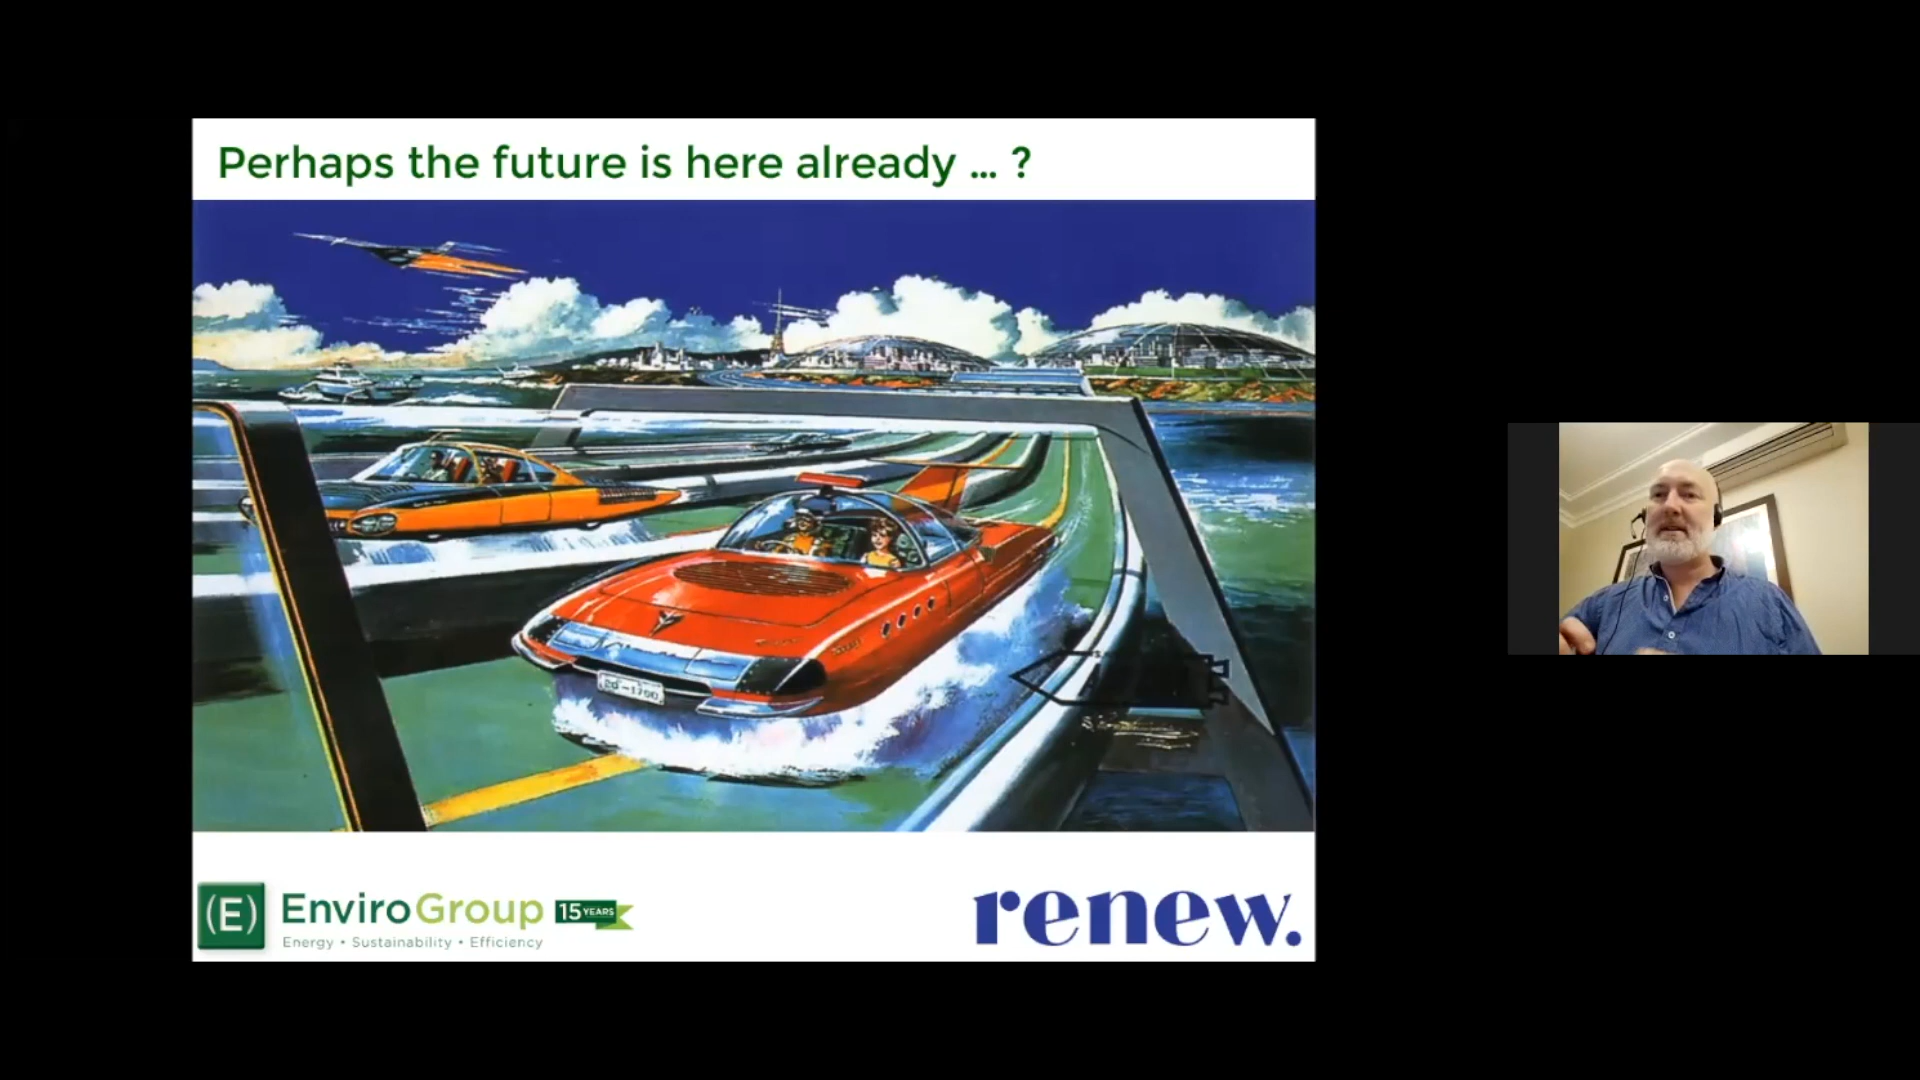 Perhaps the future is here already ... ?
(E) EnviroGroup 15 YEARS
Energy • Sustainability • Efficiency
renew.